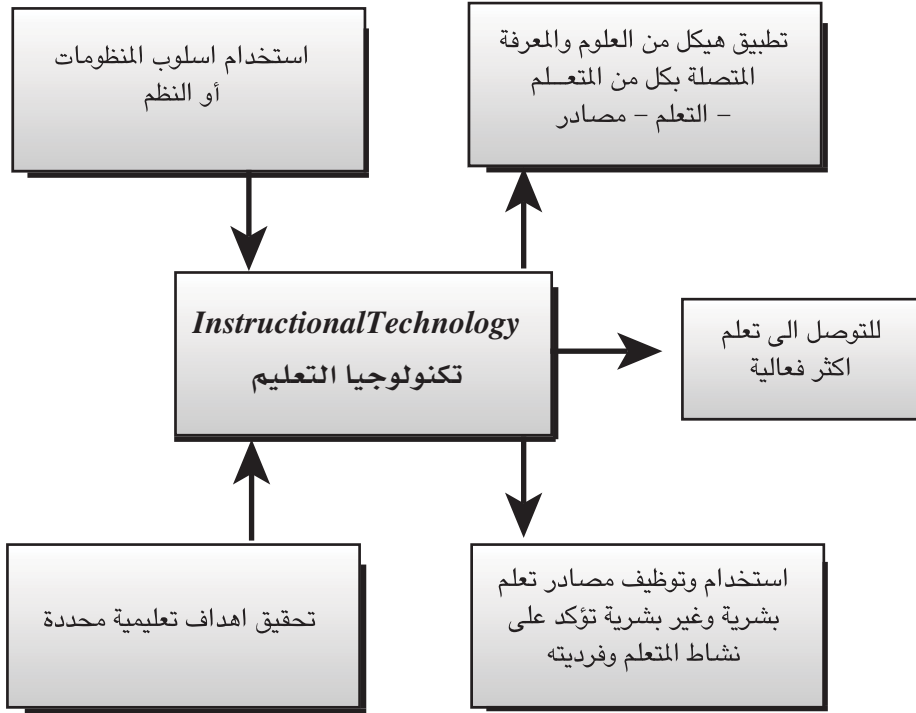 تطبيق هيكل من العلوم والمعرفة
المتصلة بكل من المتعـــلم
– التعلم – مصادر
استخدام اسلوب المنظومات
أو النظم
InstructionalTechnology
تكنولوجيا التعليم
للتوصل الى تعلم
اكثر فعالية
استخدام وتوظيف مصادر تعلم
بشرية وغير بشرية تؤكد على
نشاط المتعلم وفرديته
تحقيق اهداف تعليمية محددة